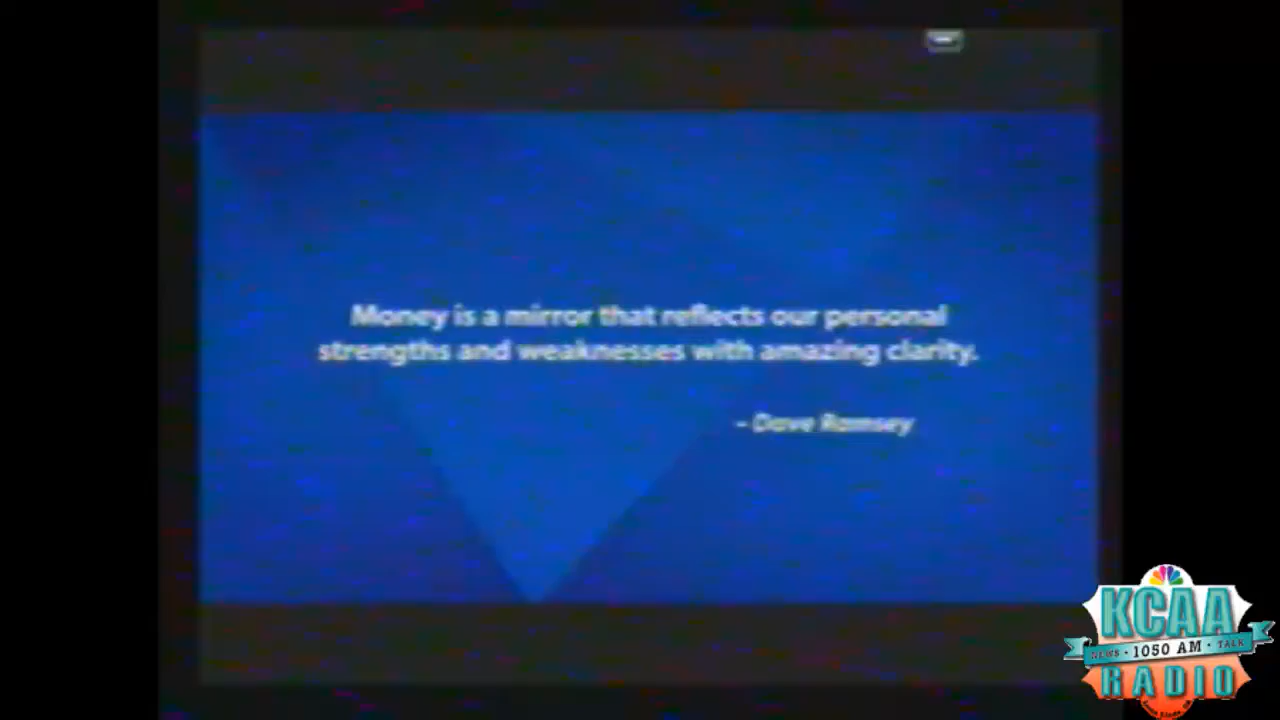 Money is a mirror that reflects our personal
strengths and weaknesses with amazing clarity.
- Dave Ramsey
KCAA
NEWS · 1050 AM · TALK
RADIO